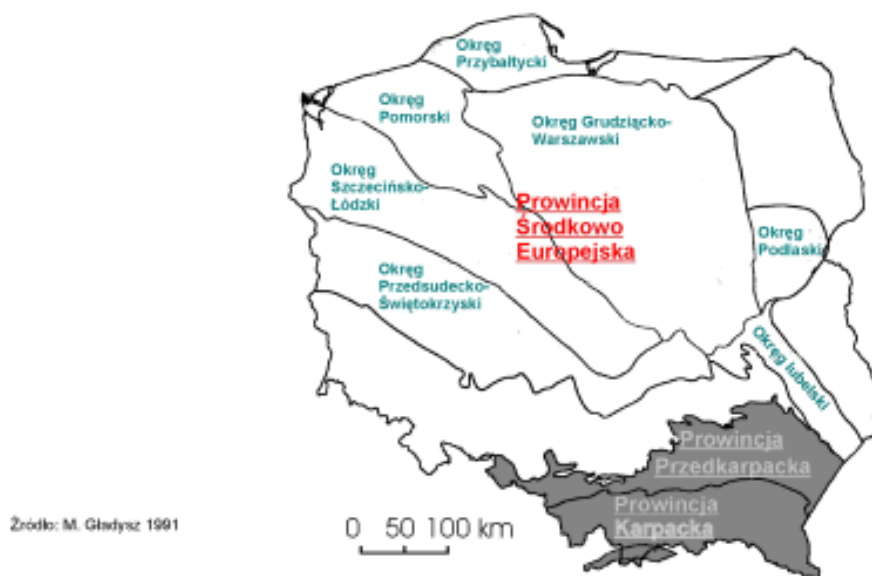 Okręg
Przybałtycki
Okręg
Pomorski
Okręg Grudziącko-
Warszawski
Okręg
Szczecińsko-
Łódzki
Prowincja
Środkowo
Europejska
Okręg
Podlaski
Okręg
Przedsudecko-
Świętokrzyski
Okręg lubelski
Prowincja
Przedkarpacka
Prowincja
Karpacka
Źródło: M. Gładysz 1991
0 50 100 km